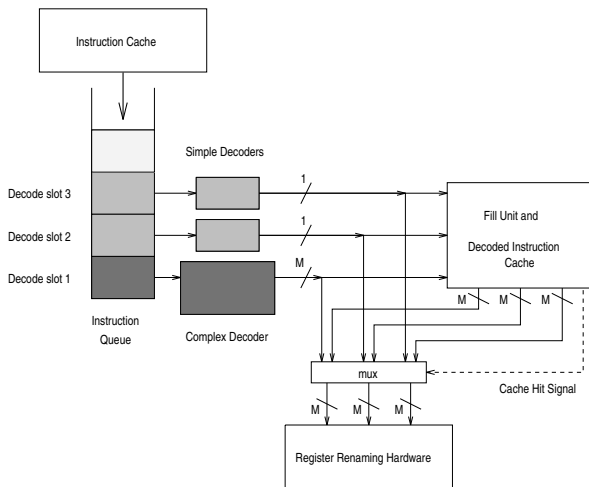 Instruction Cache
Simple Decoders
1
Decode slot 3
1
Decode slot 2
M
Decode slot 1
Fill Unit and
Decoded Instruction
Cache
M
M
M
Instruction
Queue
Complex Decoder
mux
Cache Hit Signal
M
M
M
Register Renaming Hardware